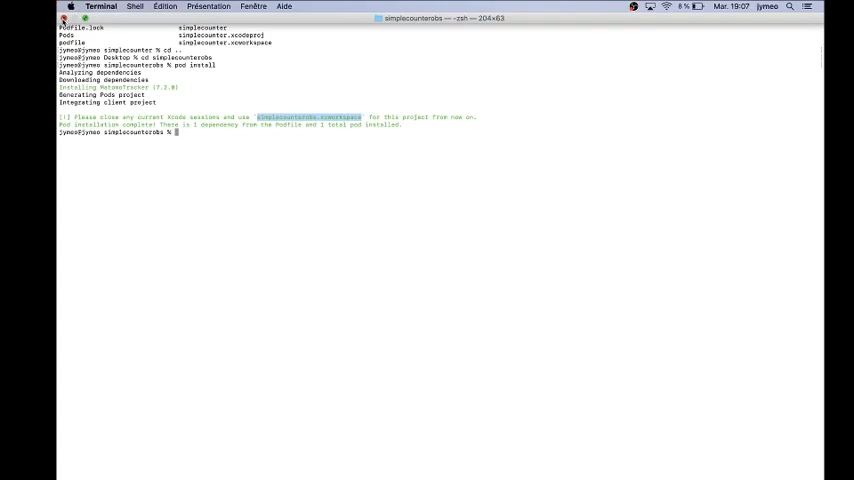 Terminal Shell Édition Présentation Fenêtre Aide 8 % Mar. 19:07 jymeo
simplecounterobs — -zsh — 204×63
Podfile.lock simplecounter
Pods simplecounter.xcodeproj
podfile simplecounter.xcworkspace
jymeo@jymeo simplecounter % cd ..
jymeo@jymeo Desktop % cd simplecounterobs
jymeo@jymeo simplecounterobs % pod install
Analyzing dependencies
Downloading dependencies
Installing MatomoTracker (7.2.0)
Generating Pods project
Integrating client project
[!] Please close any current Xcode sessions and use `simplecounterobs.xcworkspace` for this project from now on.
Pod installation complete! There is 1 dependency from the Podfile and 1 total pod installed.
jymeo@jymeo simplecounterobs %